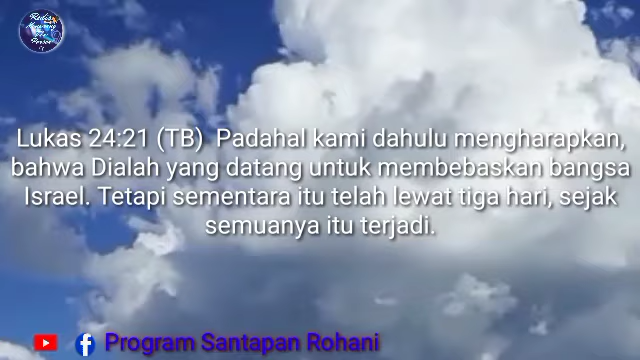 Lukas 24:21 (TB)  Padahal kami dahulu mengharapkan,
bahwa Dialah yang datang untuk membebaskan bangsa
Israel. Tetapi sementara itu telah lewat tiga hari, sejak
semuanya itu terjadi.
Program Santapan Rohani